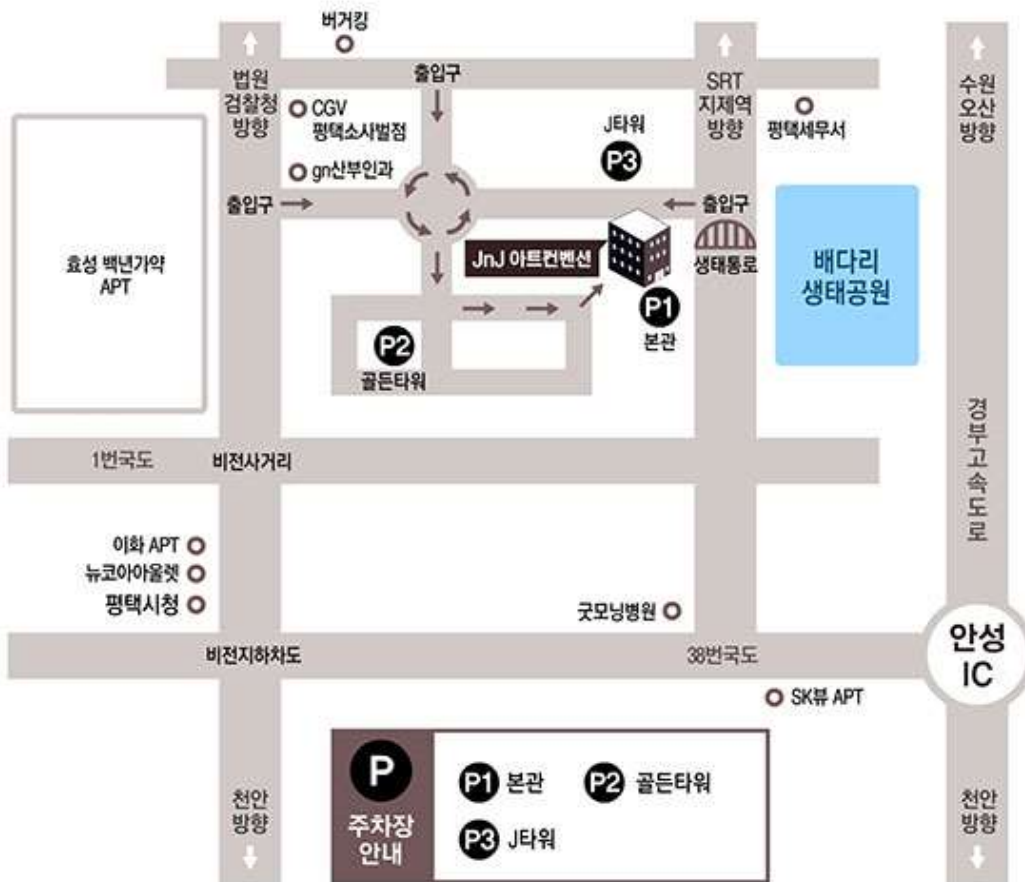 버거킹
법원
검찰청
방향
출입구
SRT
지제역
방향
수원
오산
방향
CGV
평택소사벌점
J타워
P3
평택세무서
gn산부인과
출입구
출입구
효성 백년가약
APT
JnJ 아트컨벤션
생태통로
배다리
생태공원
P1
본관
P2
골든타워
경부고속도로
1번국도
비전사거리
이화 APT
뉴코아아울렛
평택시청
굿모닝병원
비전지하차도
38번국도
안성
IC
SK뷰 APT
P
주차장
안내
P1 본관
P2 골든타워
P3 J타워
천안
방향
천안
방향